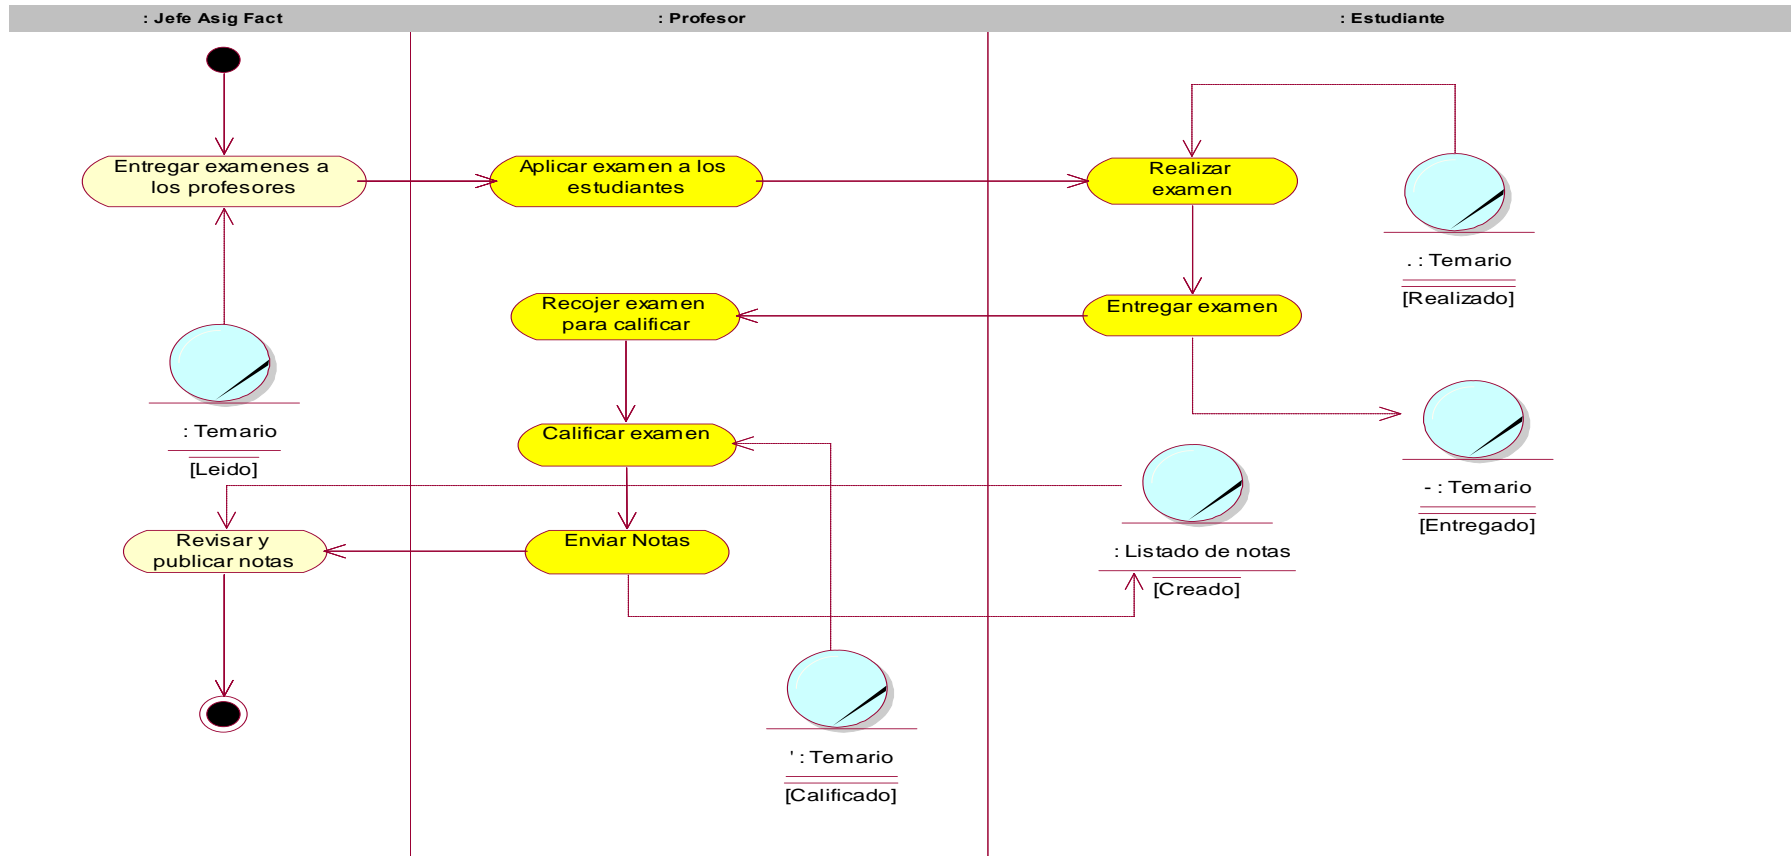 : Jefe Asig Fact
: Profesor
: Estudiante
Entregar examenes a
los profesores
Aplicar examen a los
estudiantes
Realizar
examen
. : Temario
[Realizado]
Recojer examen
para calificar
Entregar examen
: Temario
[Leido]
Calificar examen
- : Temario
[Entregado]
Revisar y
publicar notas
Enviar Notas
: Listado de notas
[Creado]
' : Temario
[Calificado]